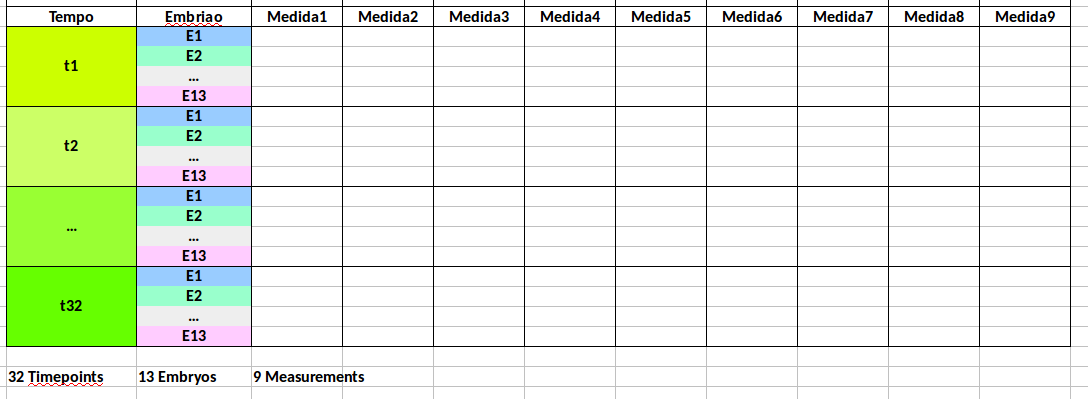 Tempo Embriao Medida1 Medida2 Medida3 Medida4 Medida5 Medida6 Medida7 Medida8 Medida9
t1
E1
E2
...
E13
t2
E1
E2
...
E13
...
E1
E2
...
E13
t32
E1
E2
...
E13
32 Timepoints 13 Embryos 9 Measurements